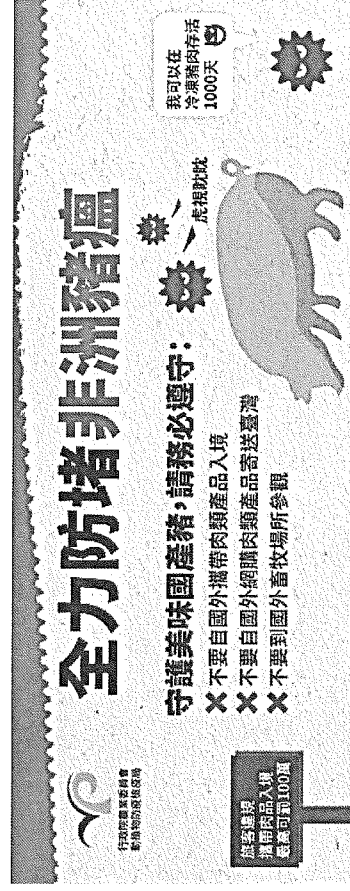 行政院農業委員會
動植物防疫檢疫局
全力防堵非洲豬瘟
守護美味國產豬，請務必遵守：
✕ 不要自國外攜帶肉類產品入境
✕ 不要自國外網購肉類產品寄送臺灣
✕ 不要到國外畜牧場所參觀
旅客違規
攜帶肉品入境
最高可罰100萬
虎視眈眈
我可以在
冷凍豬肉存活
1000天